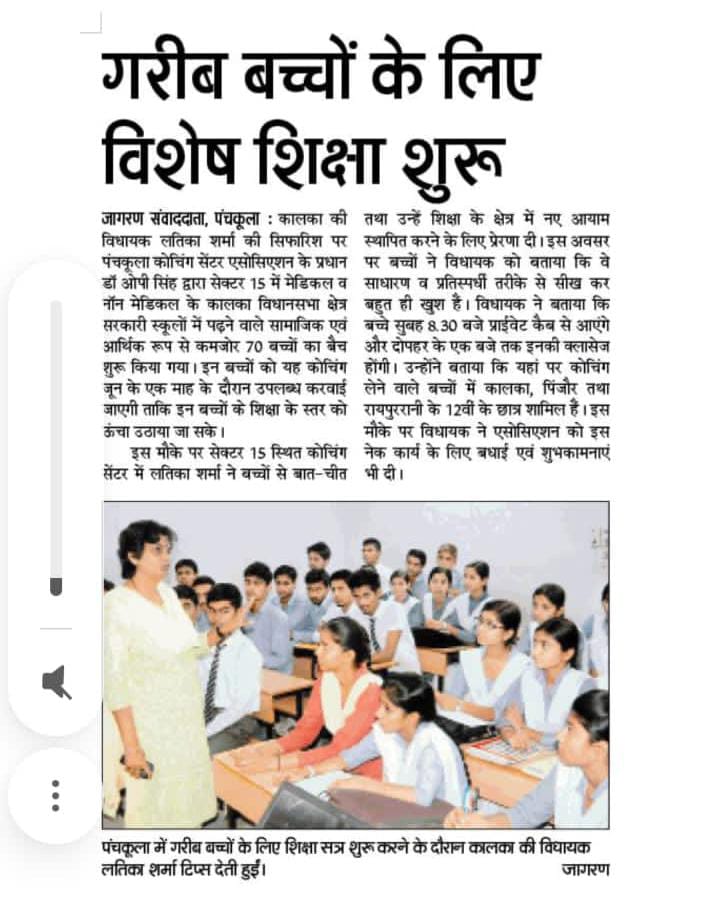 गरीब बच्चों के लिए
विशेष शिक्षा शुरू
जागरण संवाददाता, पंचकूला : कालका की
विधायक लतिका शर्मा की सिफारिश पर
पंचकूला कोचिंग सेंटर एसोसिएशन के प्रधान
डॉ ओपी सिंह द्वारा सेक्टर 15 में मेडिकल व
नॉन मेडिकल के कालका विधानसभा क्षेत्र
सरकारी स्कूलों में पढ़ने वाले सामाजिक एवं
आर्थिक रूप से कमजोर 70 बच्चों का बैच
शुरू किया गया। इन बच्चों को यह कोचिंग
जून के एक माह के दौरान उपलब्ध करवाई
जाएगी ताकि इन बच्चों के शिक्षा के स्तर को
ऊंचा उठाया जा सके।
इस मौके पर सेक्टर 15 स्थित कोचिंग
सेंटर में लतिका शर्मा ने बच्चों से बात-चीत
तथा उन्हें शिक्षा के क्षेत्र में नए आयाम
स्थापित करने के लिए प्रेरणा दी। इस अवसर
पर बच्चों ने विधायक को बताया कि वे
साधारण व प्रतिस्पर्धी तरीके से सीख कर
बहुत ही खुश हैं। विधायक ने बताया कि
बच्चे सुबह 8.30 बजे प्राईवेट कैब से आएंगे
और दोपहर के एक बजे तक इनकी क्लासेज
होंगी। उन्होंने बताया कि यहां पर कोचिंग
लेने वाले बच्चों में कालका, पिंजौर तथा
रायपुररानी के 12वीं के छात्र शामिल हैं। इस
मौके पर विधायक ने एसोसिएशन को इस
नेक कार्य के लिए बधाई एवं शुभकामनाएं
भी दी।
पंचकूला में गरीब बच्चों के लिए शिक्षा सत्र शुरू करने के दौरान कालका की विधायक
लतिका शर्मा टिप्स देती हुईं। जागरण